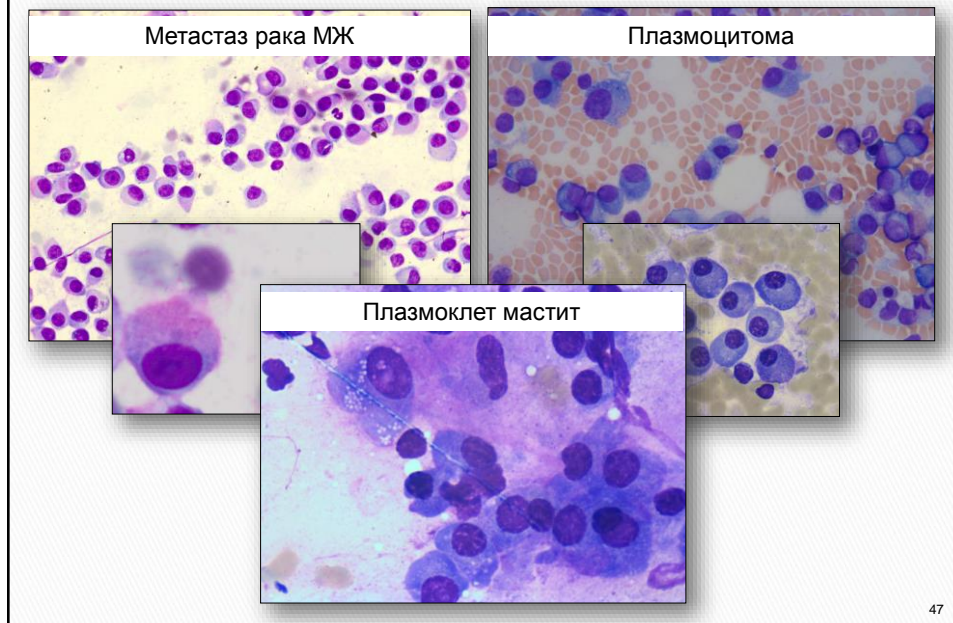 Метастаз рака МЖ
Плазмоцитома
Плазмоклет мастит
47